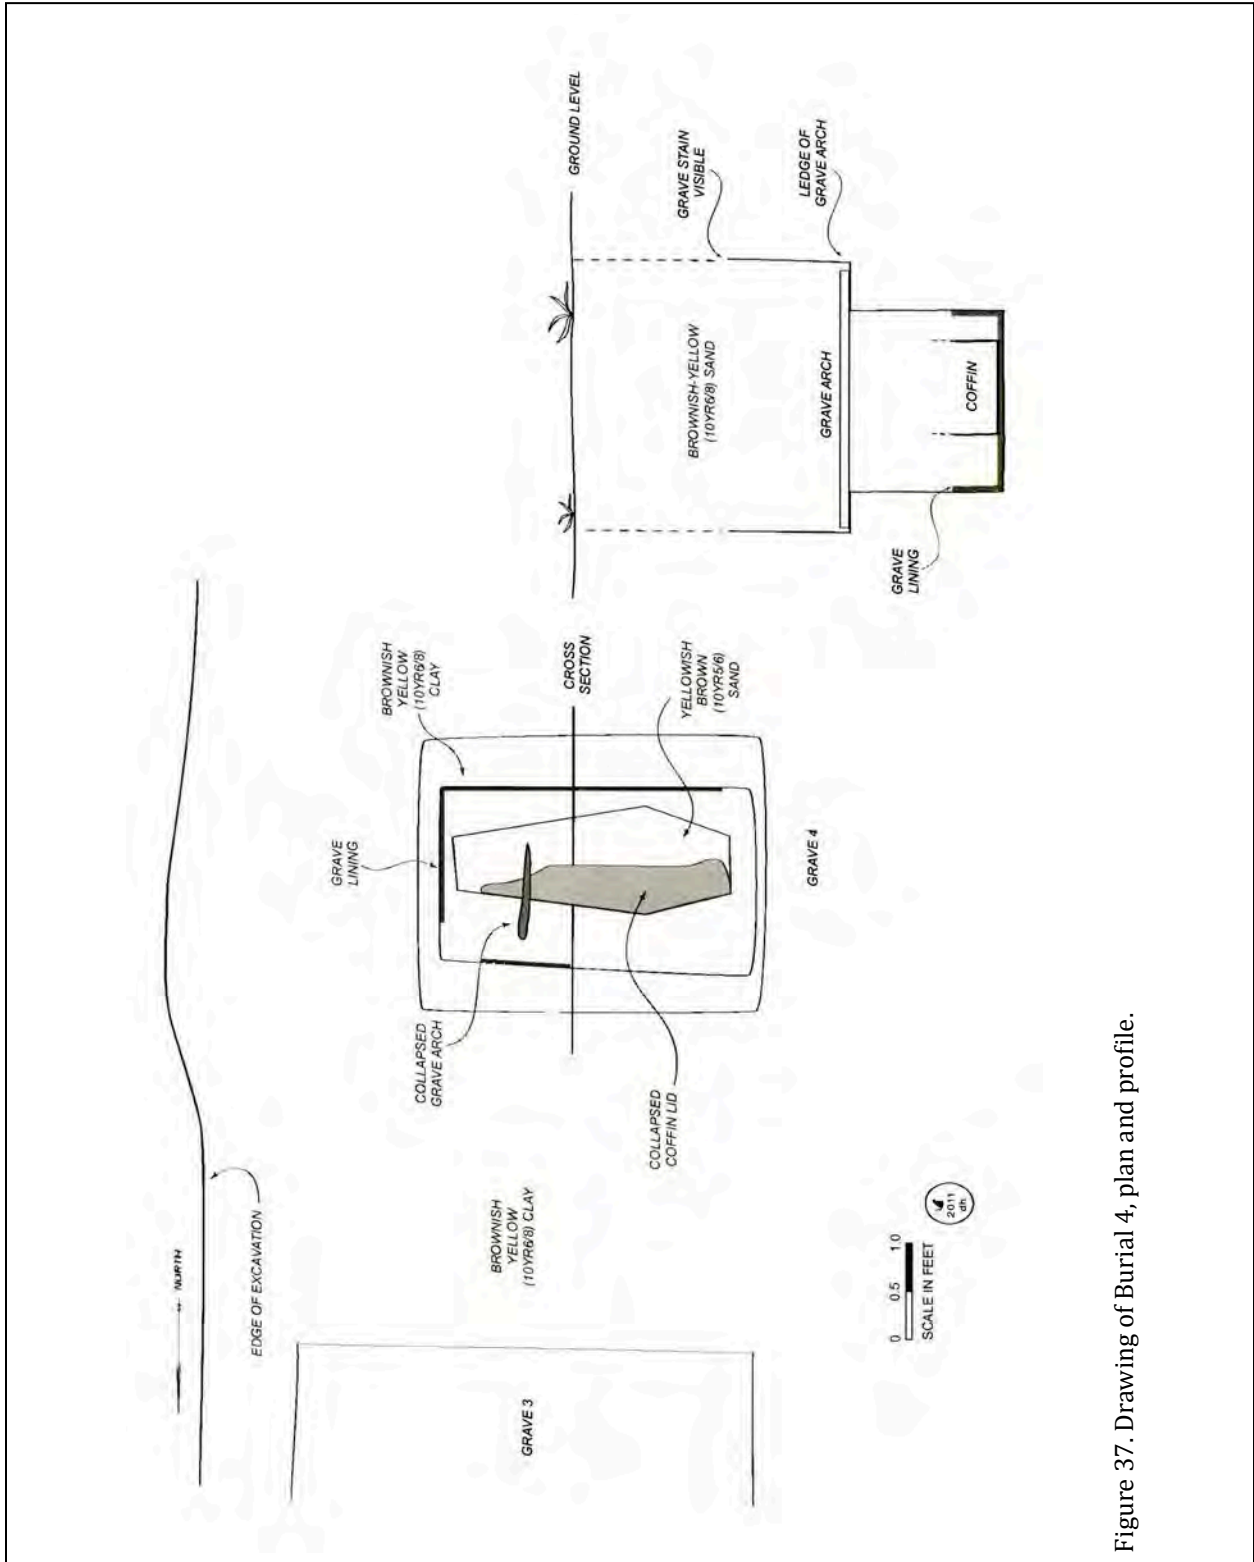 NORTH
EDGE OF EXCAVATION
GRAVE
LINING
BROWNISH
YELLOW
(10YR6/8)
CLAY
COLLAPSED
GRAVE ARCH
BROWNISH
YELLOW
(10YR6/8) CLAY
GRAVE 3
CROSS
SECTION
GROUND LEVEL
COLLAPSED
COFFIN LID
YELLOWISH
BROWN
(10YR5/6)
SAND
BROWNISH-YELLOW
(10YR6/8) SAND
GRAVE STAIN
VISIBLE
GRAVE 4
GRAVE ARCH
LEDGE OF
GRAVE ARCH
GRAVE
LINING
COFFIN
0 0.5 1.0
SCALE IN FEET
2011
dh
Figure 37. Drawing of Burial 4, plan and profile.